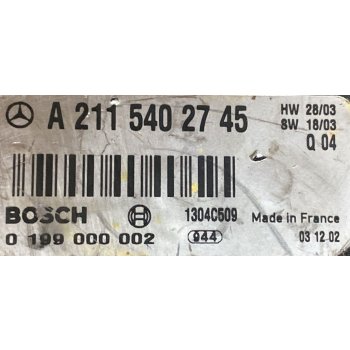 A 211 540 27 45
HW 28/03
SW 18/03
Q 04
BOSCH
1304C509
Made in France
0 199 000 002
944
03 12 02